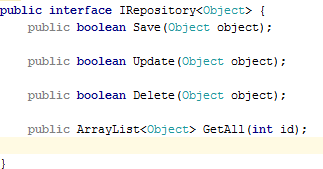 public interface IRepository<Object> {
public boolean Save(Object object);
public boolean Update(Object object);
public boolean Delete(Object object);
public ArrayList<Object> GetAll(int id);
}